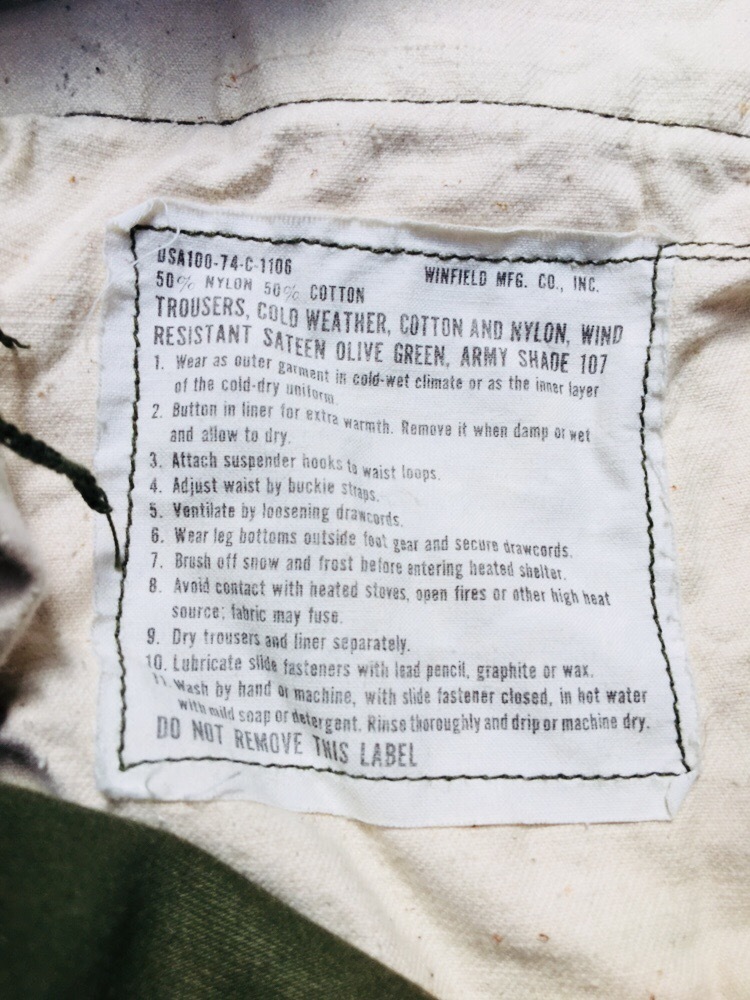 DSA100-74-C-1106
WINFIELD MFG. CO., INC.
50% NYLON 50% COTTON
TROUSERS, COLD WEATHER, COTTON AND NYLON, WIND
RESISTANT SATEEN OLIVE GREEN, ARMY SHADE 107
1. Wear as outer garment in cold-wet climate or as the inner layer
of the cold-dry uniform.
2. Button in liner for extra warmth. Remove it when damp or wet
and allow to dry.
3. Attach suspender hooks to waist loops.
4. Adjust waist by buckle straps.
5. Ventilate by loosening drawcords.
6. Wear leg bottoms outside foot gear and secure drawcords.
7. Brush off snow and frost before entering heated shelter.
8. Avoid contact with heated stoves, open fires or other high heat
source; fabric may fuse.
9. Dry trousers and liner separately.
10. Lubricate slide fasteners with lead pencil, graphite or wax.
11. Wash by hand or machine, with slide fastener closed, in hot water
with mild soap or detergent. Rinse thoroughly and drip or machine dry.
DO NOT REMOVE THIS LABEL